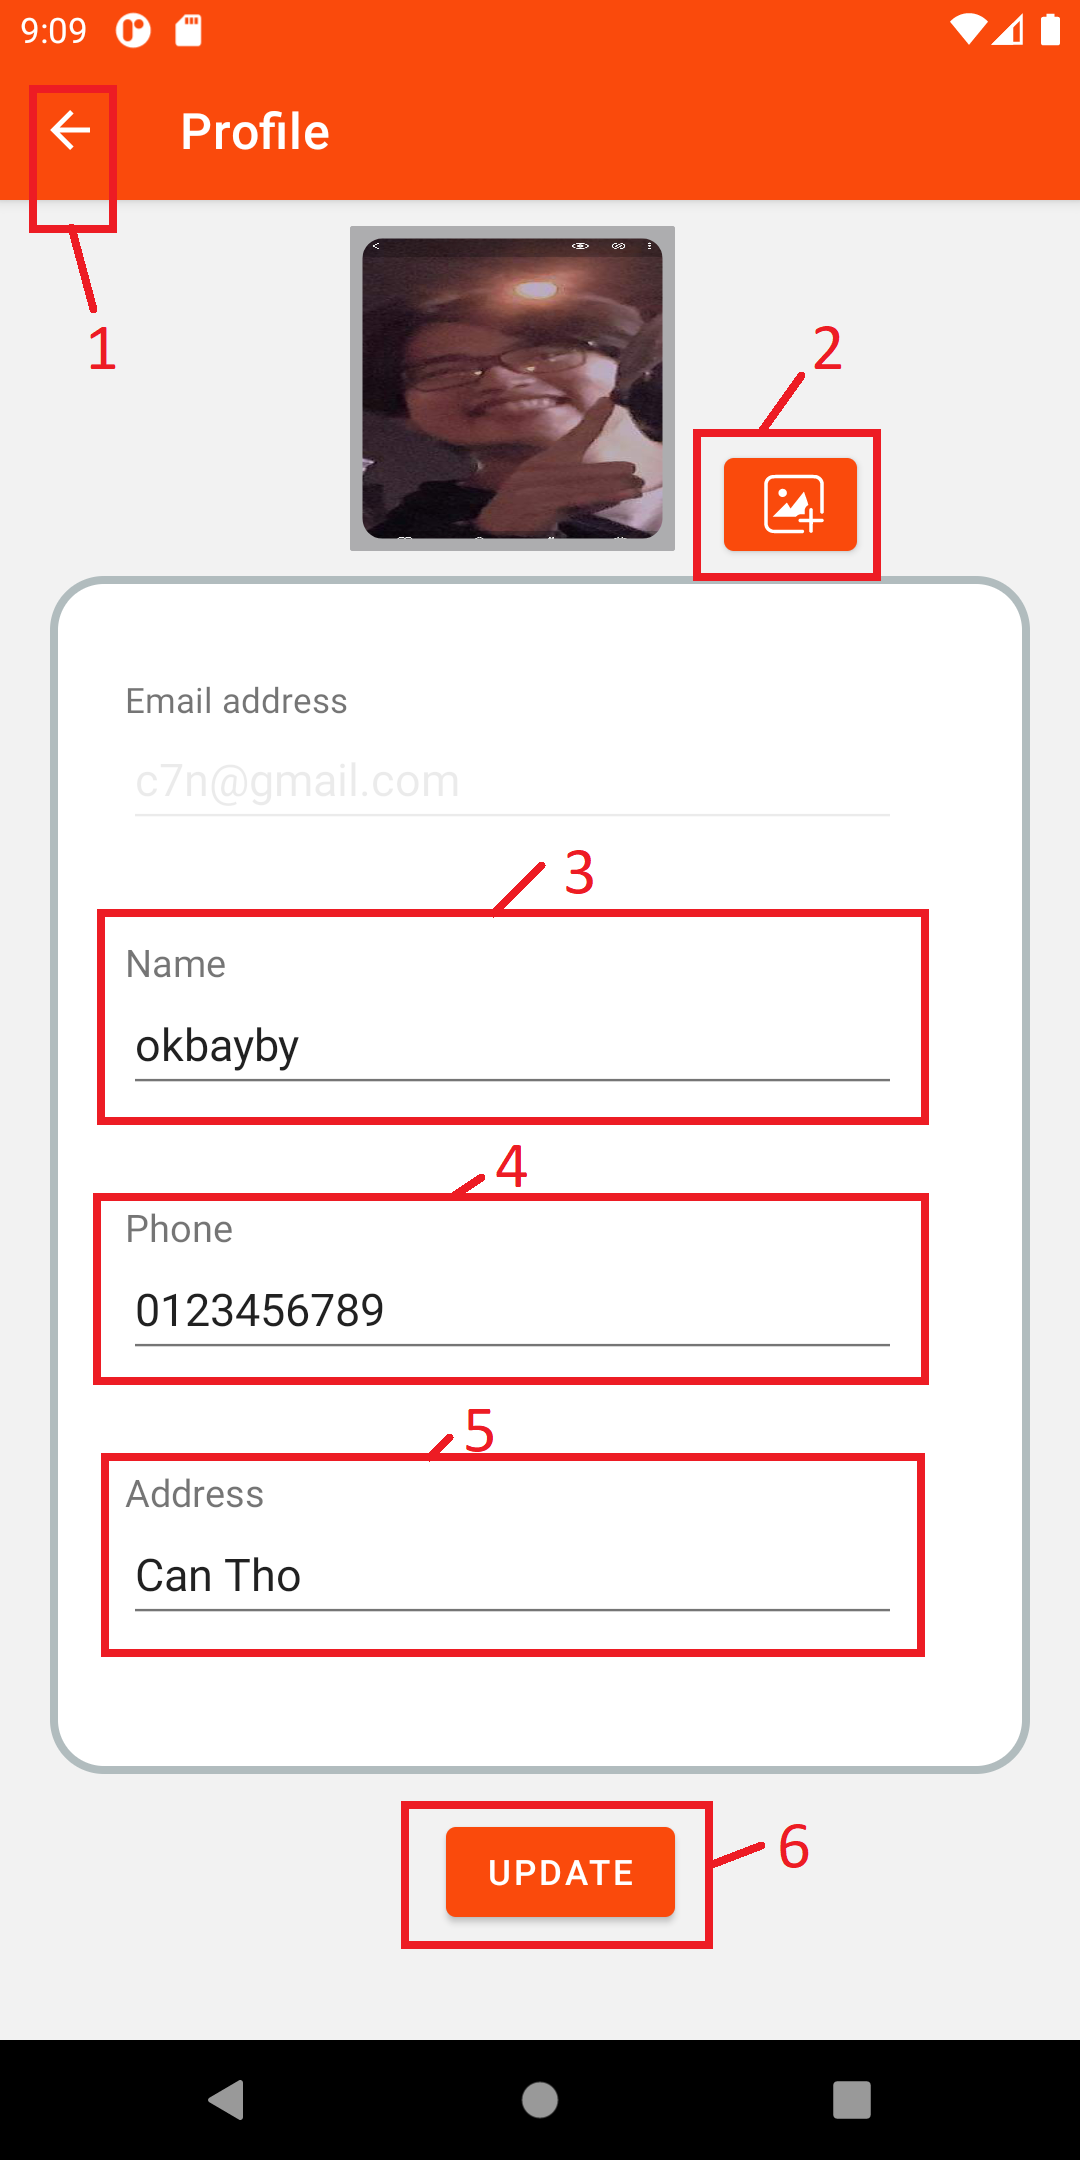 9:09
Profile
1
2
Email address
c7n@gmail.com
3
Name
okbayby
4
Phone
0123456789
5
Address
Can Tho
UPDATE
6